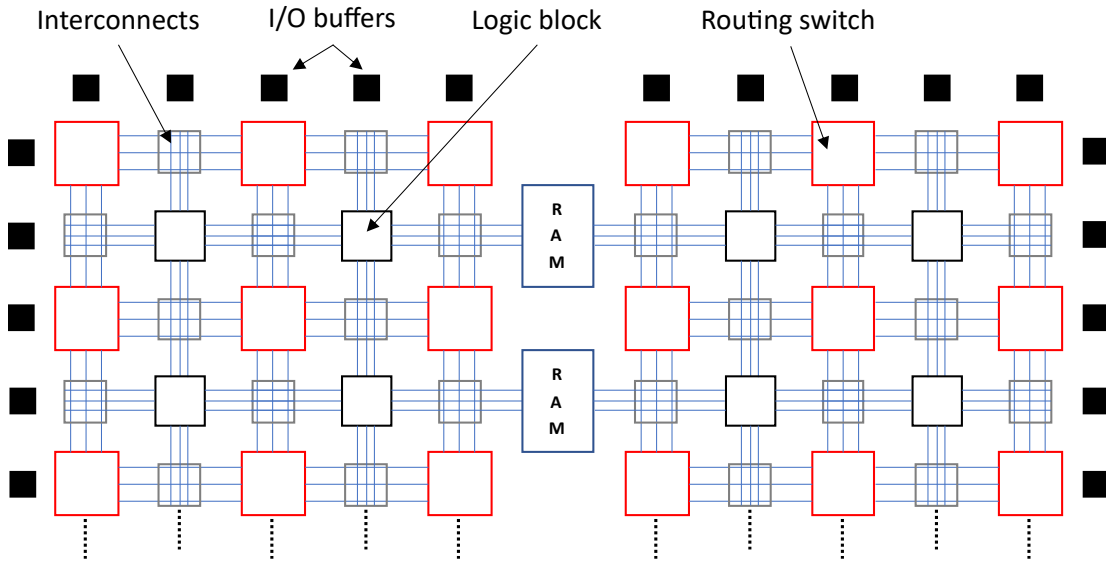 Interconnects
I/O buffers
Logic block
Routing switch
R
A
M
R
A
M